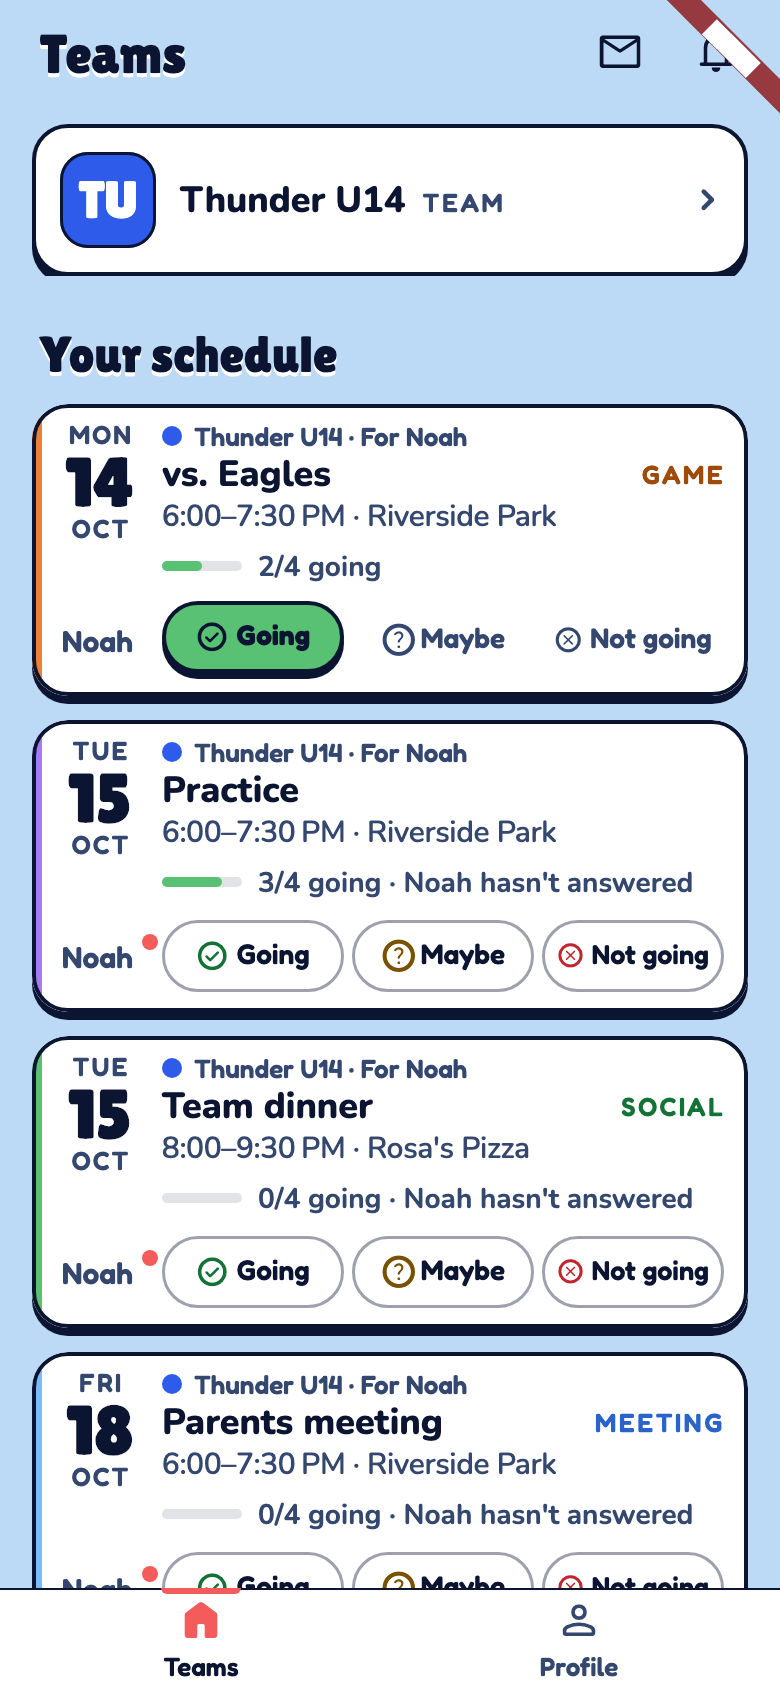 Teams
TU
Thunder U14 TEAM
Your schedule
MON
14
OCT
Thunder U14 · For Noah
vs. Eagles
GAME
6:00–7:30 PM · Riverside Park
2/4 going
Noah
Going
Maybe
Not going
TUE
15
OCT
Thunder U14 · For Noah
Practice
6:00–7:30 PM · Riverside Park
3/4 going · Noah hasn't answered
Noah
Going
Maybe
Not going
TUE
15
OCT
Thunder U14 · For Noah
Team dinner
SOCIAL
8:00–9:30 PM · Rosa's Pizza
0/4 going · Noah hasn't answered
Noah
Going
Maybe
Not going
FRI
18
OCT
Thunder U14 · For Noah
Parents meeting
MEETING
6:00–7:30 PM · Riverside Park
0/4 going · Noah hasn't answered
Noah
Going
Maybe
Not going
Teams
Profile